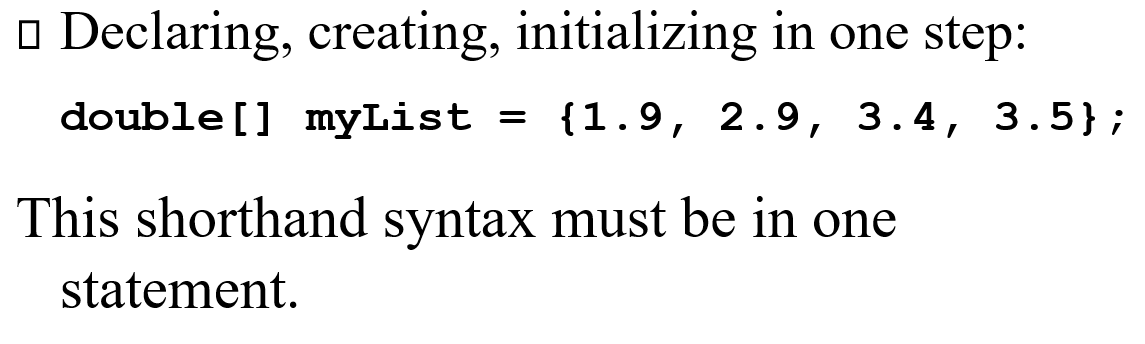 ▯ Declaring, creating, initializing in one step:
double[] myList = {1.9, 2.9, 3.4, 3.5};
This shorthand syntax must be in one
statement.